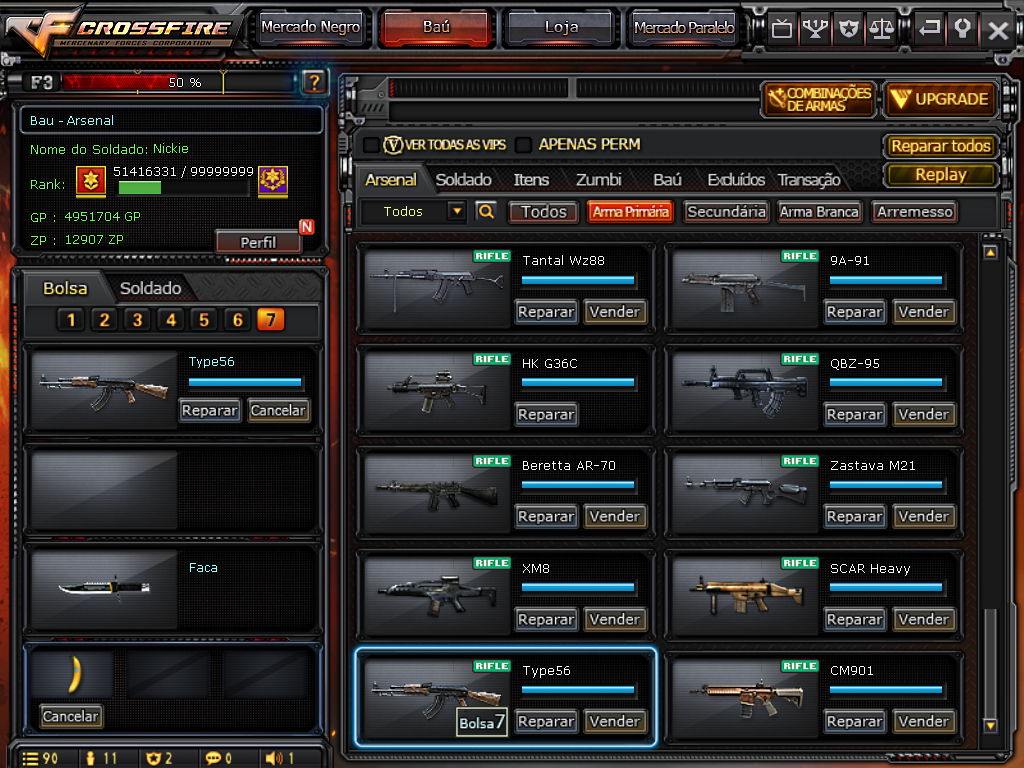 CROSSFIRE
MERCENARY FORCES CORPORATION
Mercado Negro
Baú
Loja
Mercado Paralelo
F3
50 %
?
COMBINAÇÕES
DE ARMAS
UPGRADE
Bau - Arsenal
Nome do Soldado: Nickie
Rank:
51416331 / 99999999
GP : 4951704 GP
ZP : 12907 ZP
N
Perfil
V VER TODAS AS VIPS
APENAS PERM
Reparar todos
Replay
Arsenal Soldado Itens Zumbi Baú Excluídos Transação
Todos
Todos Arma Primária Secundária Arma Branca Arremesso
Bolsa Soldado
1 2 3 4 5 6 7
Type56
Reparar Cancelar
Faca
Cancelar
90 11 2 0 1
RIFLE Tantal Wz88
Reparar Vender
RIFLE 9A-91
Reparar Vender
RIFLE HK G36C
Reparar
RIFLE QBZ-95
Reparar Vender
RIFLE Beretta AR-70
Reparar Vender
RIFLE Zastava M21
Reparar Vender
RIFLE XM8
Reparar Vender
RIFLE SCAR Heavy
Reparar Vender
RIFLE Type56
Bolsa7 Reparar Vender
RIFLE CM901
Reparar Vender